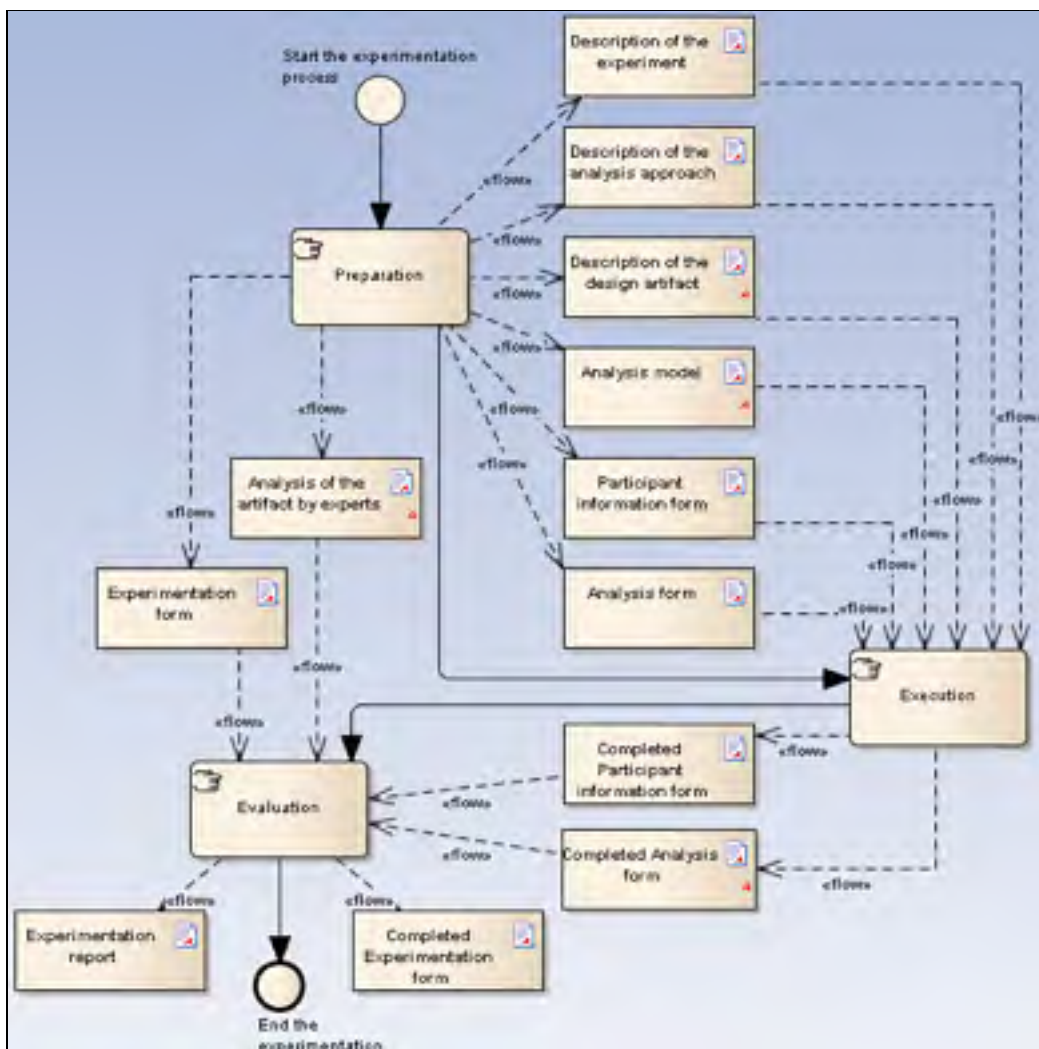 Start the experimentation
process
Description of the
experiment
«flow»
Description of the
analysis approach
«flow»
Preparation
Description of the
design artifact
«flow»
«flow»
Analysis model
«flow»
«flow»
«flow»
«flow»
Analysis of the
artifact by experts
«flow»
Participant
information form
«flow»
«flow»
«flow»
«flow»
Experimentation
form
Analysis form
«flow»
«flow»
«flow»
«flow»
Execution
Completed
Participant
information form
«flow»
«flow»
Evaluation
Completed Analysis
form
«flow»
«flow»
«flow»
«flow»
Experimentation
report
Completed
Experimentation
form
End the
experimentation